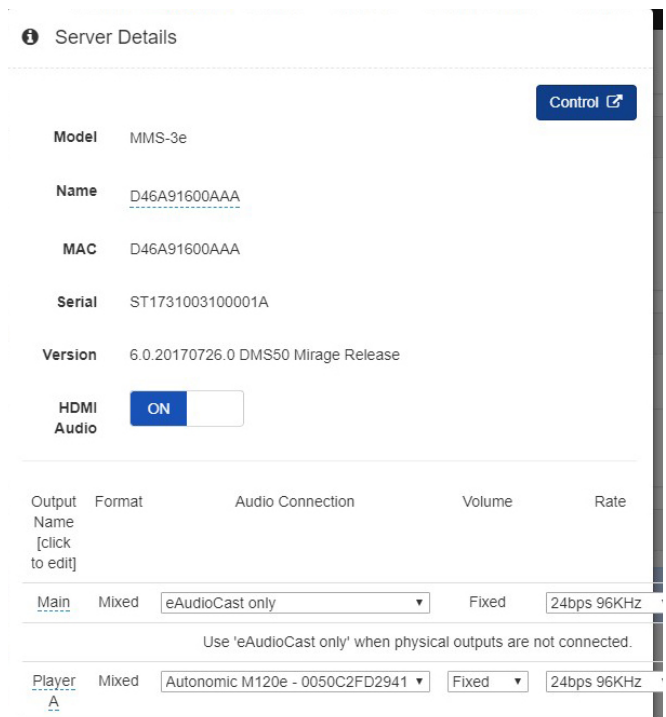 Server Details
Control
Model MMS-3e
Name D46A91600AAA
MAC D46A91600AAA
Serial ST1731003100001A
Version 6.0.20170726.0 DMS50 Mirage Release
HDMI
Audio
ON
Output Format Audio Connection Volume Rate
Name
[click
to edit]
Main Mixed eAudioCast only Fixed 24bps 96KHz
Use 'eAudioCast only' when physical outputs are not connected.
Player Mixed Autonomic M120e - 0050C2FD2941 Fixed 24bps 96KHz
A